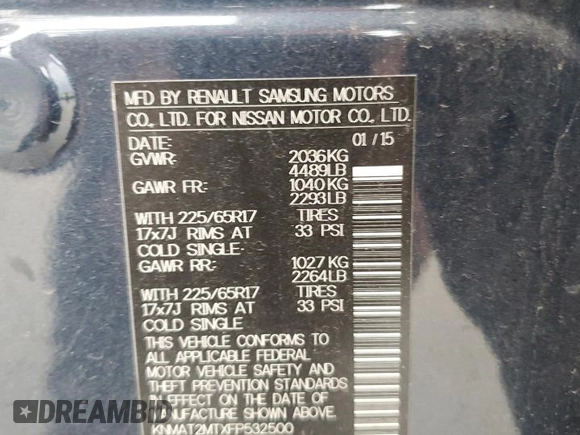 MFD BY RENAULT SAMSUNG MOTORS
CO., LTD. FOR NISSAN MOTOR CO., LTD.
DATE: 01/15
GVWR: 2036KG
4489LB
GAWR FR: 1040KG
2293LB
WITH 225/65R17 TIRES
17x7J RIMS AT 33 PSI
COLD SINGLE
GAWR RR: 1027KG
2264LB
WITH 225/65R17 TIRES
17x7J RIMS AT 33 PSI
COLD SINGLE
THIS VEHICLE CONFORMS TO
ALL APPLICABLE FEDERAL
MOTOR VEHICLE SAFETY AND
THEFT PREVENTION STANDARDS
IN EFFECT ON THE DATE OF
MANUFACTURE SHOWN ABOVE.
KNMAT2MTXFP532500
DEALERS VIN